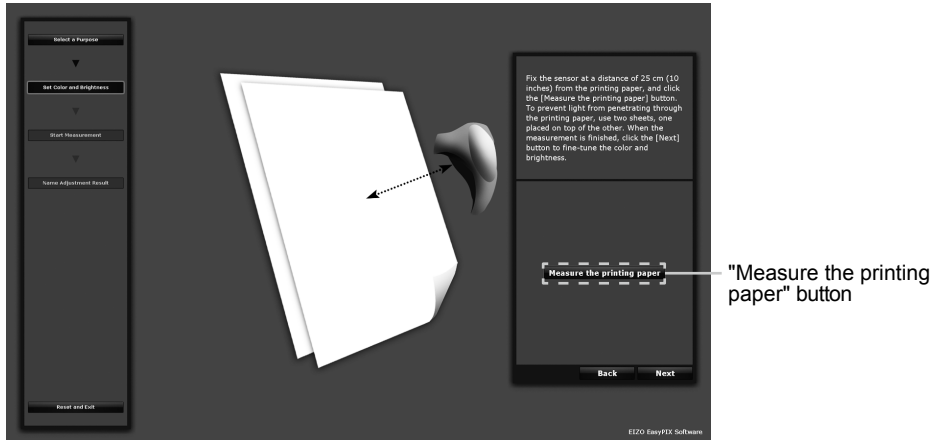 Select a Purpose
Set Color and Brightness
Start Measurement
Name Adjustment Result
Reset and Exit
Fix the sensor at a distance of 25 cm (10
inches) from the printing paper, and click
the [Measure the printing paper] button.
To prevent light from penetrating through
the printing paper, use two sheets, one
placed on top of the other. When the
measurement is finished, click the [Next]
button to fine-tune the color and
brightness.
Measure the printing paper
Back Next
EIZO EasyPIX Software
"Measure the printing
paper" button